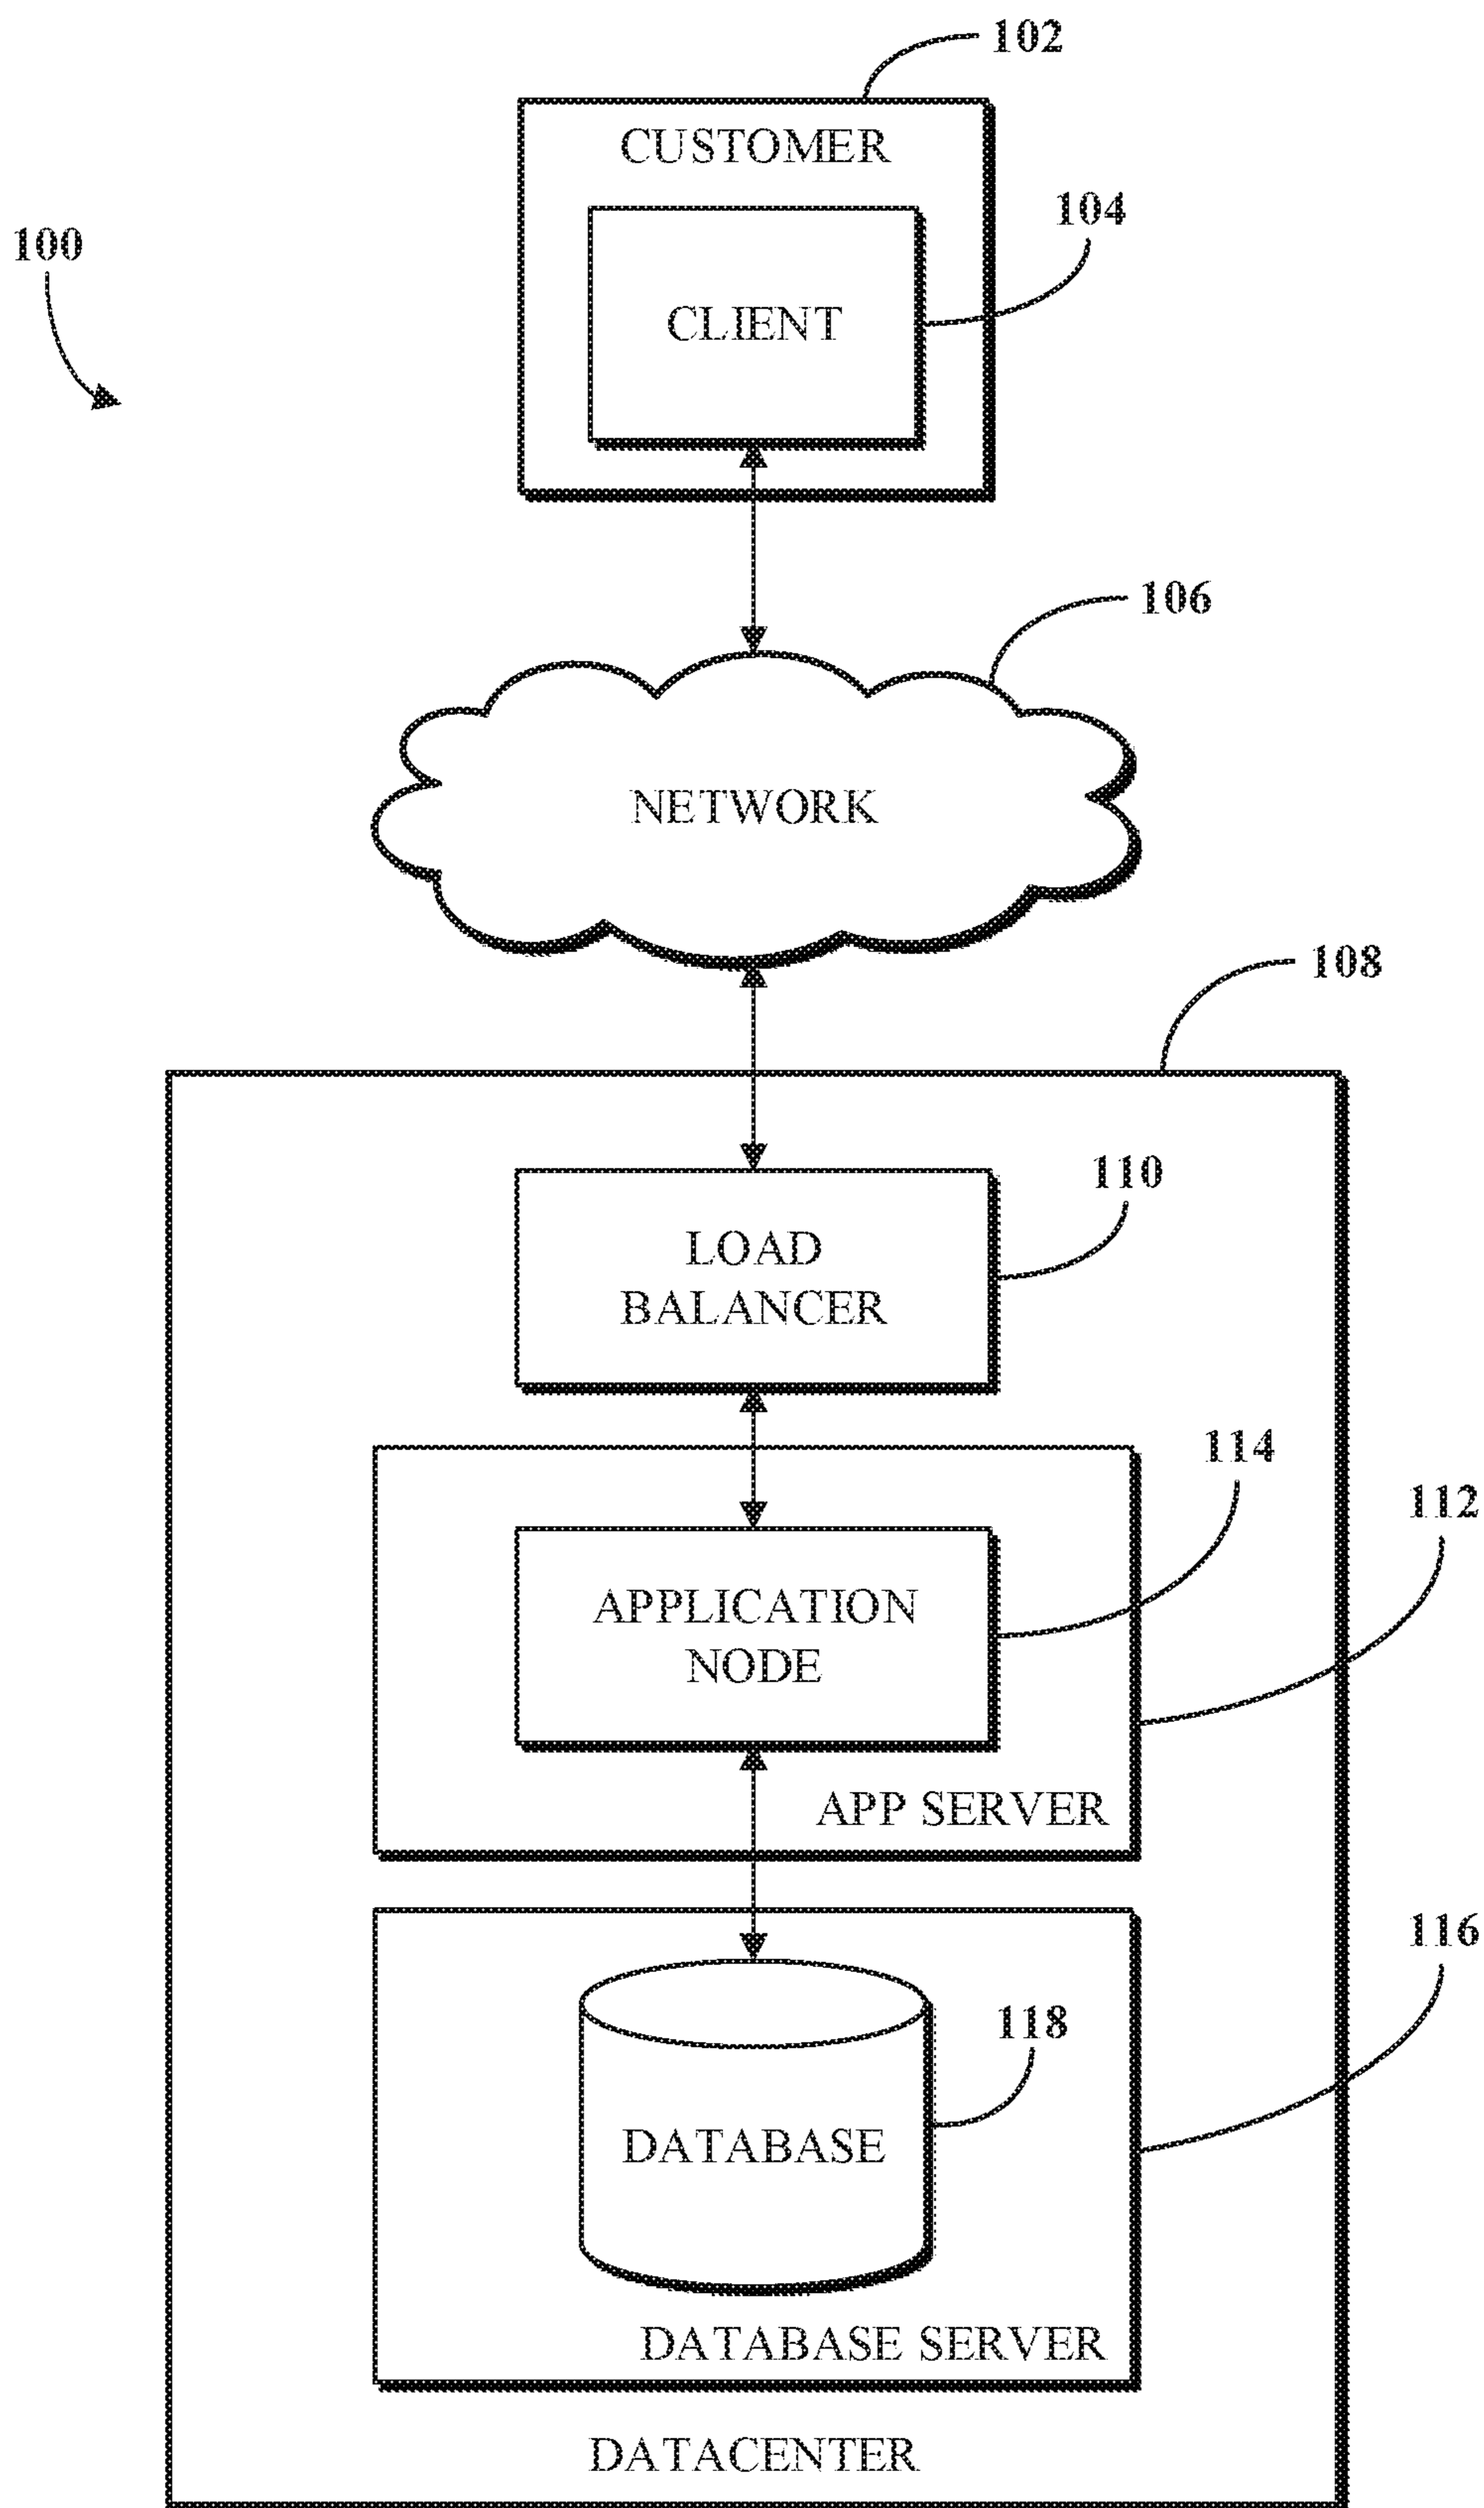 102
CUSTOMER
104
100
CLIENT
106
NETWORK
108
110
LOAD
BALANCER
114
112
APPLICATION
NODE
APP SERVER
116
118
DATABASE
DATABASE SERVER
DATACENTER